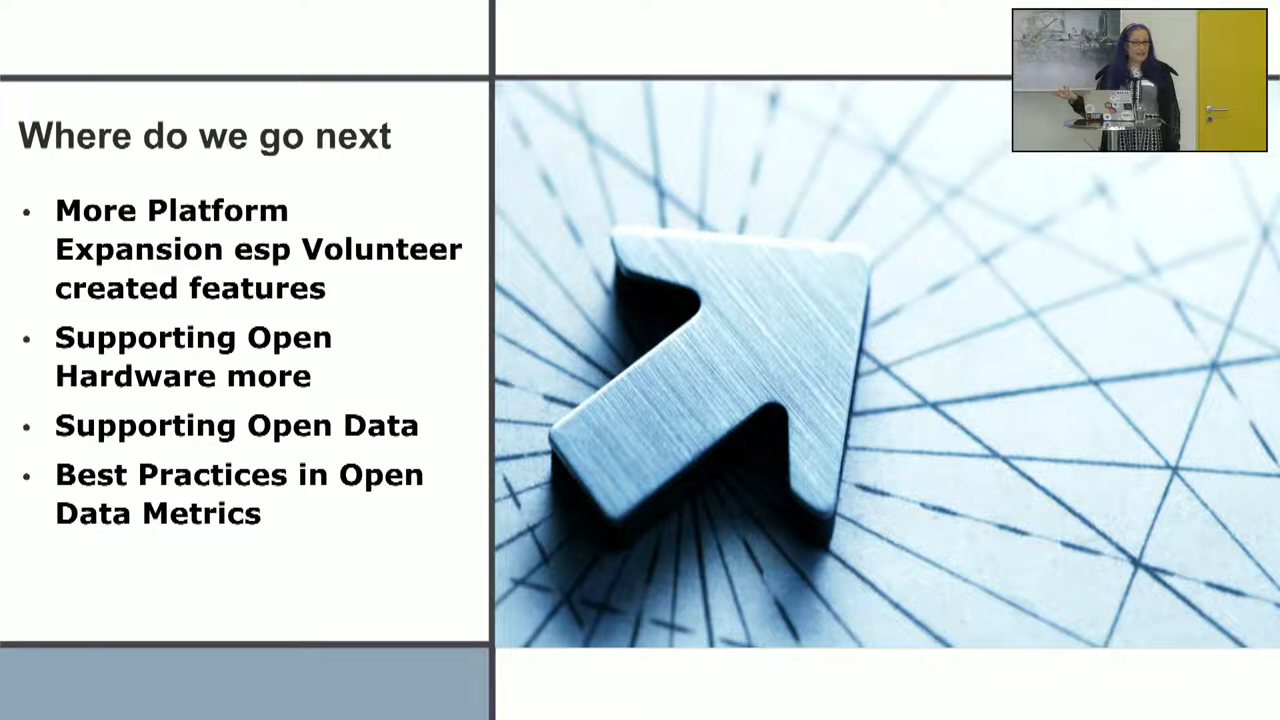 Where do we go next
• More Platform
Expansion esp Volunteer
created features
• Supporting Open
Hardware more
• Supporting Open Data
• Best Practices in Open
Data Metrics